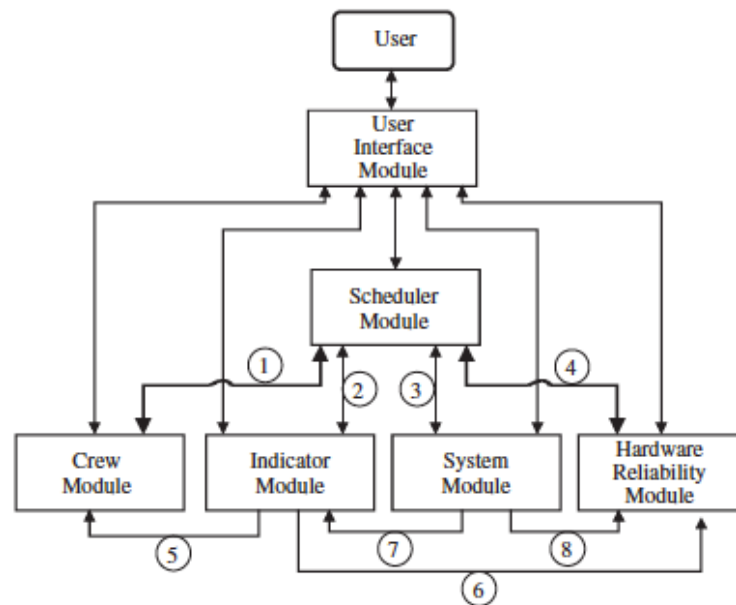 User
User
Interface
Module
Scheduler
Module
1
2
3
4
Crew
Module
Indicator
Module
System
Module
Hardware
Reliability
Module
5
7
8
6